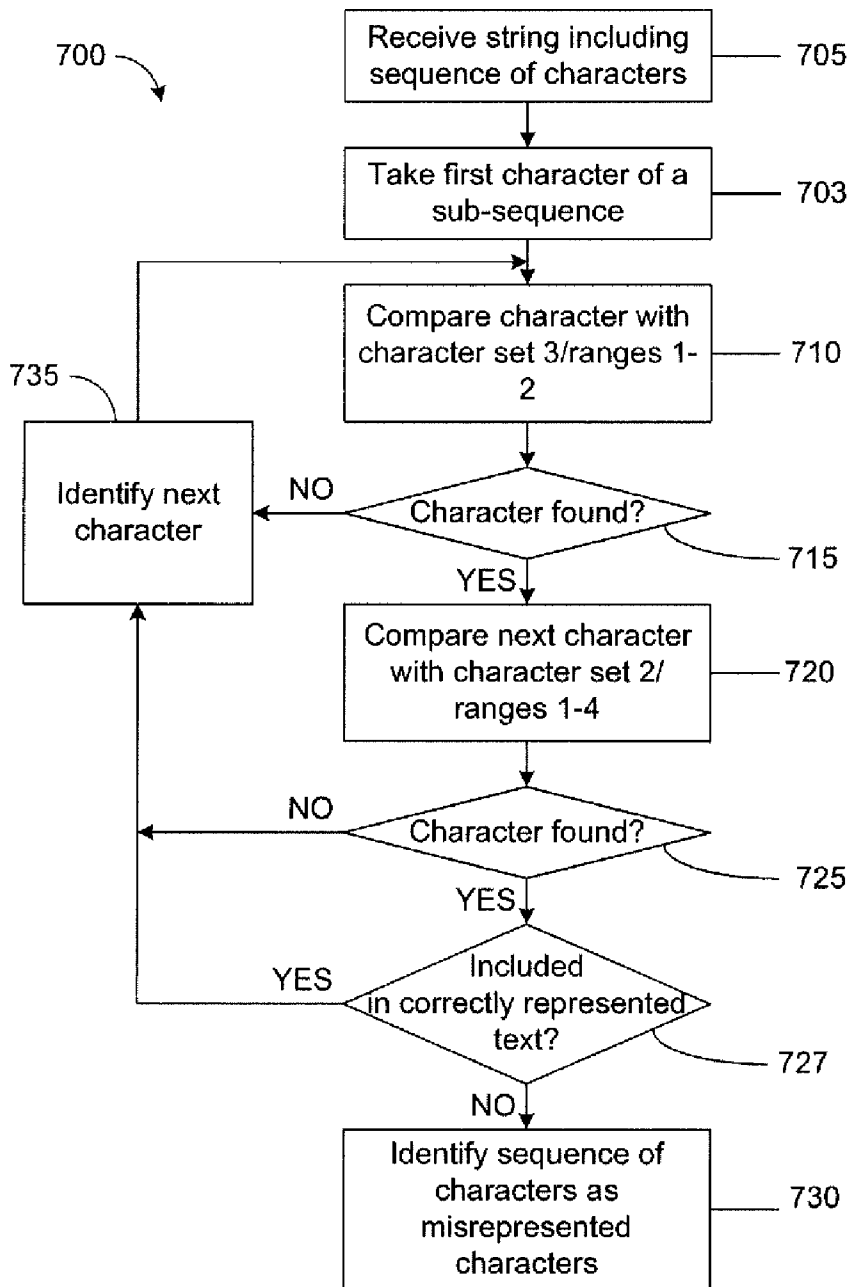 700
Receive string including
sequence of characters
705
Take first character of a
sub-sequence
703
Compare character with
character set 3/ranges 1-
2
710
735
Identify next
character
NO
Character found?
715
YES
Compare next character
with character set 2/
ranges 1-4
720
NO
Character found?
725
YES
YES
Included
in correctly represented
text?
727
NO
Identify sequence of
characters as
misrepresented
characters
730